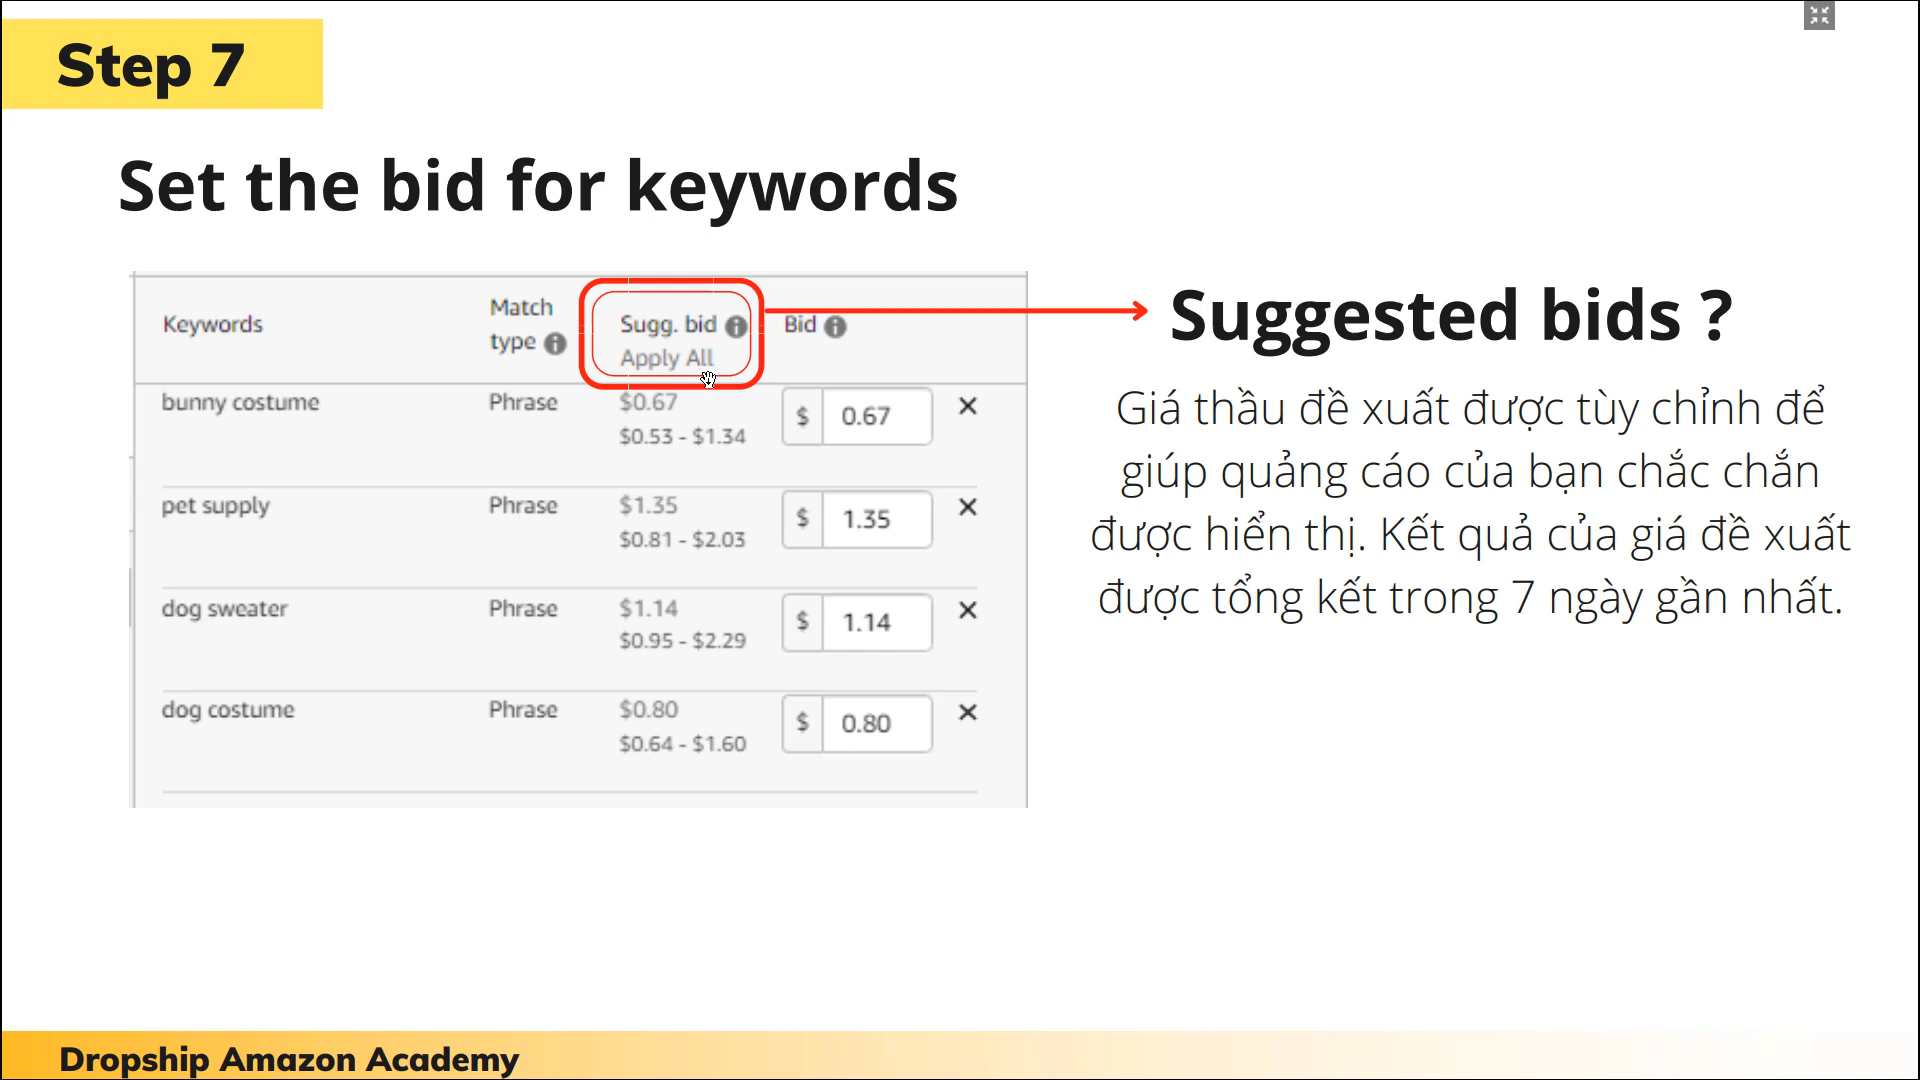 Step 7
Set the bid for keywords
Keywords
Match
type
Sugg. bid
Apply All
Bid
bunny costume Phrase $0.67 $ 0.67
$0.53 - $1.34
pet supply Phrase $1.35 $ 1.35
$0.81 - $2.03
dog sweater Phrase $1.14 $ 1.14
$0.95 - $2.29
dog costume Phrase $0.80 $ 0.80
$0.64 - $1.60
Suggested bids ?
Giá thầu đề xuất được tùy chỉnh để
giúp quảng cáo của bạn chắc chắn
được hiển thị. Kết quả của giá đề xuất
được tổng kết trong 7 ngày gần nhất.
Dropship Amazon Academy